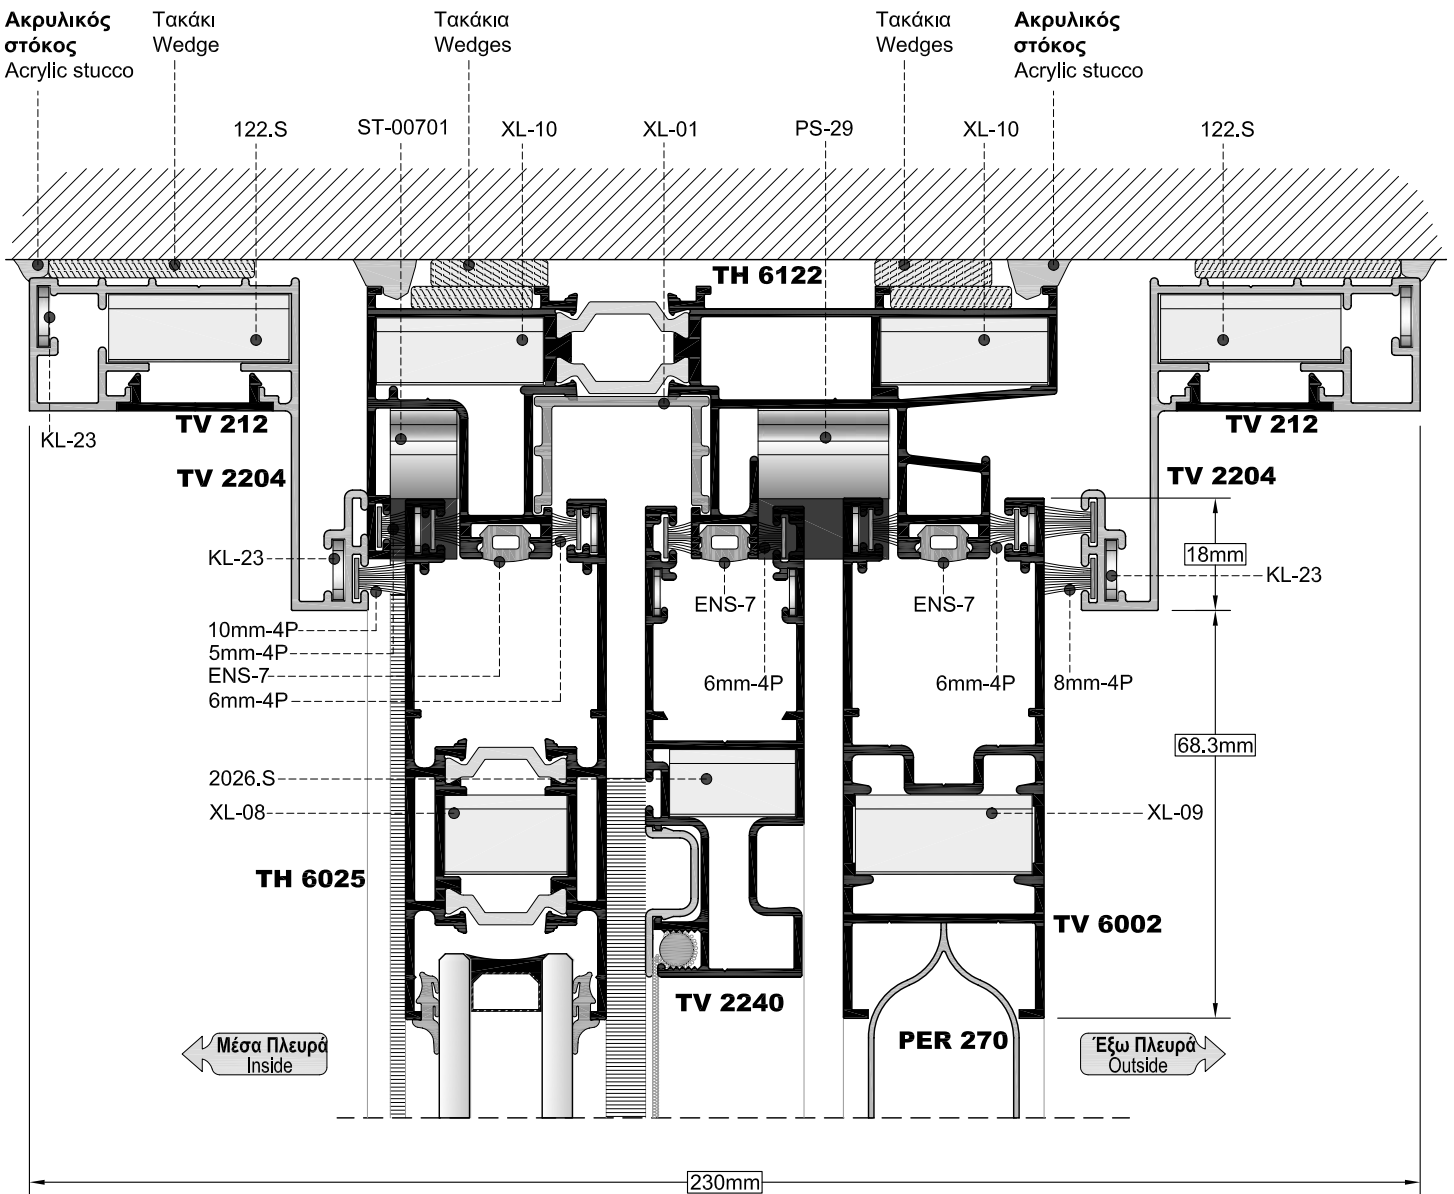 Ακρυλικός
στόκος
Acrylic stucco
Τακάκι
Wedge
Τακάκια
Wedges
Τακάκια
Wedges
Ακρυλικός
στόκος
Acrylic stucco
122.S
ST-00701
XL-10
XL-01
PS-29
XL-10
122.S
TH 6122
TV 212
TV 212
KL-23
TV 2204
TV 2204
KL-23
18mm
KL-23
ENS-7
ENS-7
10mm-4P
5mm-4P
ENS-7
6mm-4P
6mm-4P
6mm-4P
8mm-4P
68.3mm
2026.S
XL-08
XL-09
TH 6025
TV 6002
TV 2240
PER 270
Μέσα Πλευρά
Inside
Έξω Πλευρά
Outside
230mm